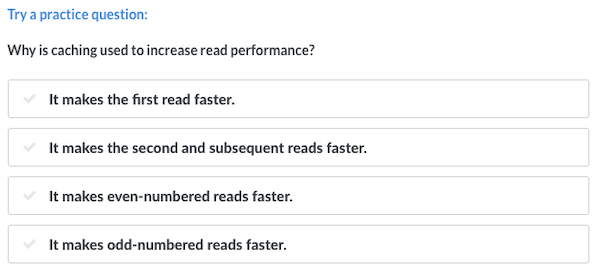 Try a practice question:
Why is caching used to increase read performance?
It makes the first read faster.
It makes the second and subsequent reads faster.
It makes even-numbered reads faster.
It makes odd-numbered reads faster.